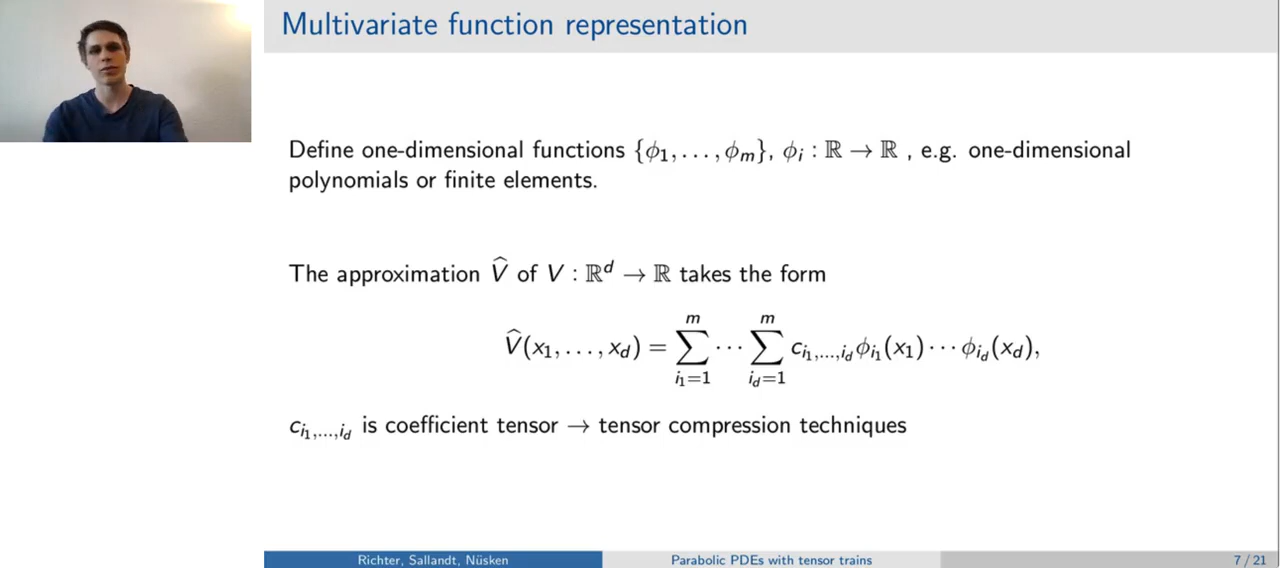 Multivariate function representation
Define one-dimensional functions {ϕ₁, . . . , ϕₘ}, ϕᵢ : ℝ → ℝ , e.g. one-dimensional
polynomials or finite elements.
The approximation V̂ of V : ℝᵈ → ℝ takes the form
V̂(x₁, . . . , x_d) = ∑_{i₁=1}^{m} ⋯ ∑_{i_d=1}^{m} c_{i₁,...,i_d} ϕ_{i₁}(x₁) ⋯ ϕ_{i_d}(x_d),
c_{i₁,...,i_d} is coefficient tensor → tensor compression techniques
Richter, Sallandt, Nüsken Parabolic PDEs with tensor trains 7 / 21